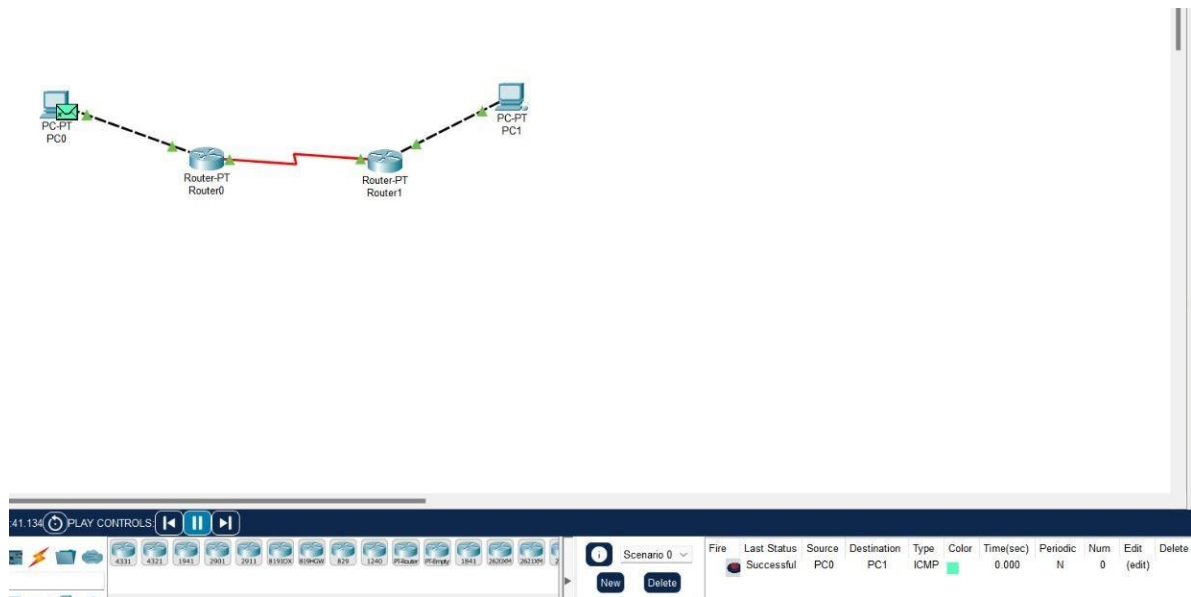 PC-PT
PC0
PC-PT
PC1
Router-PT
Router0
Router-PT
Router1
:41.134 PLAY CONTROLS:
4331 4321 1941 2901 2911 819IOX 819HGW 829 1240 PT-Router PT-Empty 1841 2620XM 2621XM 2
Scenario 0
New Delete
Fire Last Status Source Destination Type Color Time(sec) Periodic Num Edit Delete
Successful PC0 PC1 ICMP 0.000 N 0 (edit)